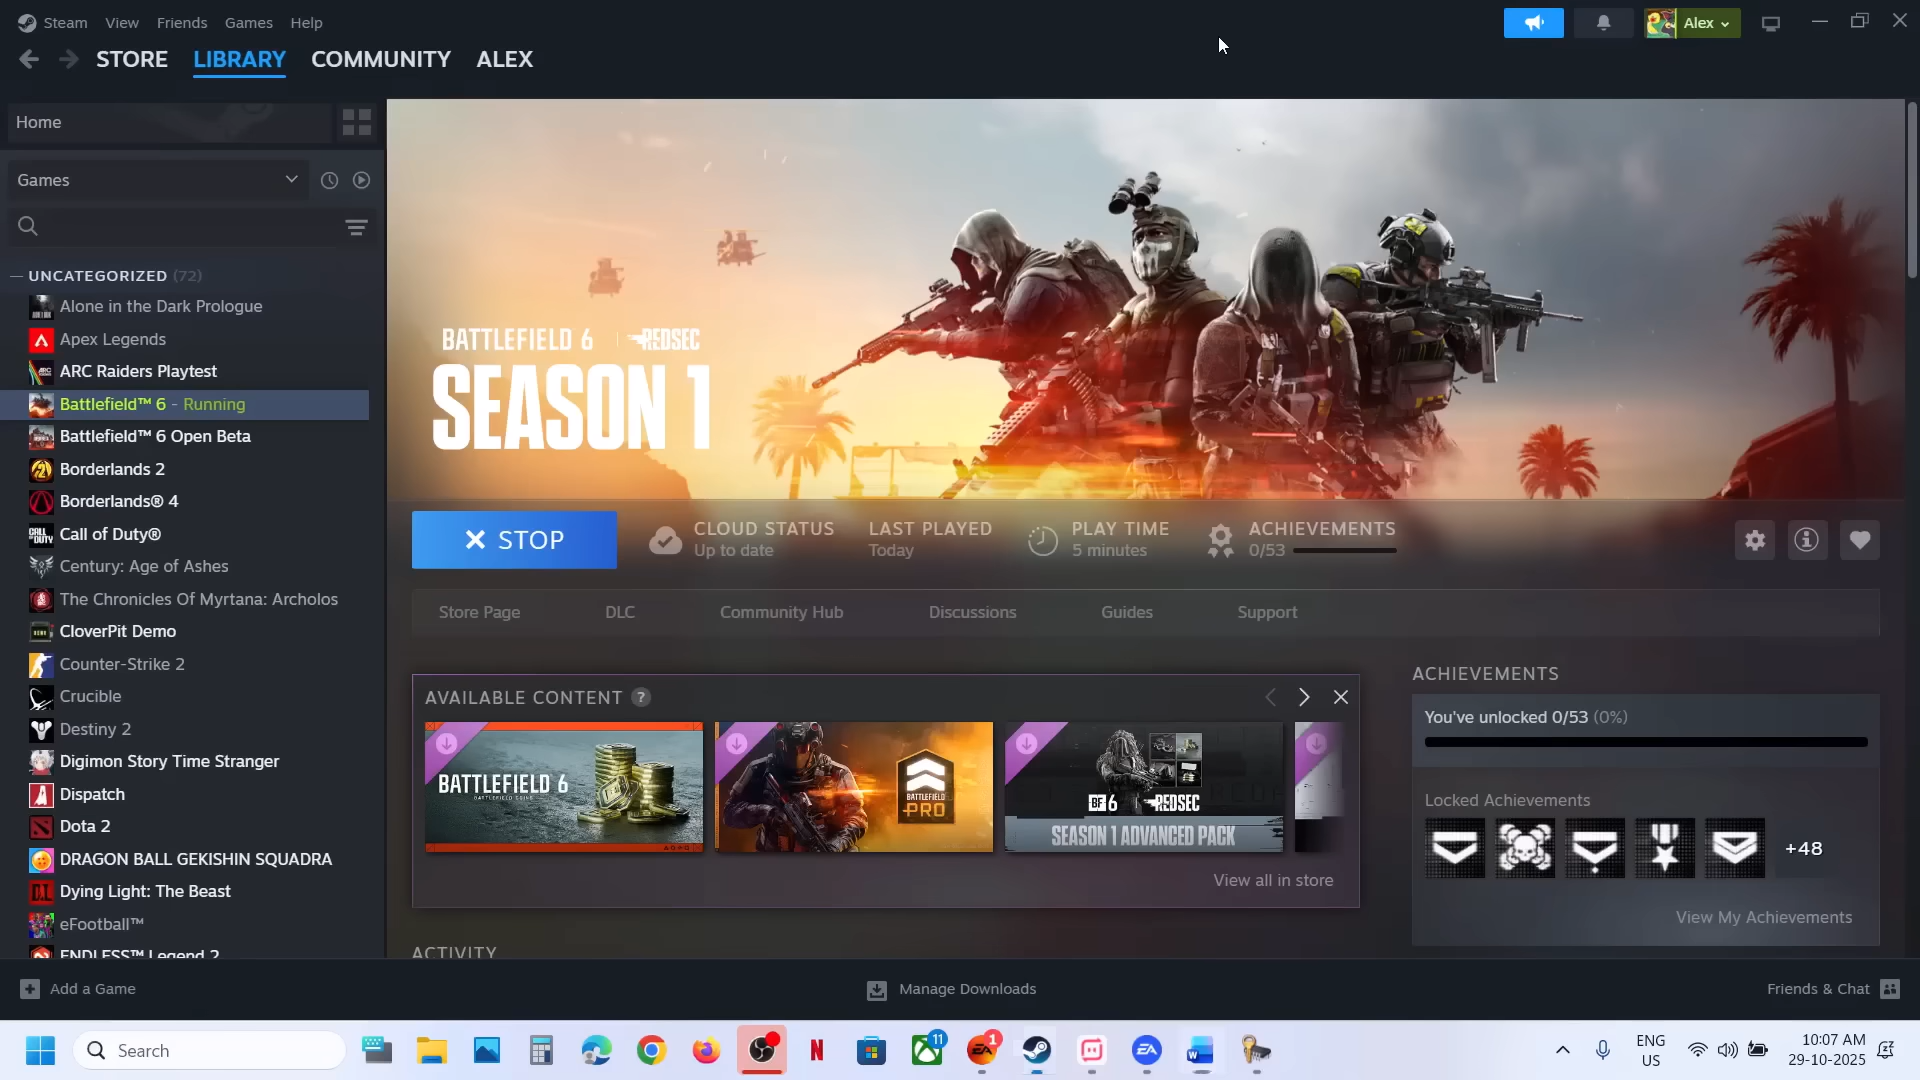 Steam View Friends Games Help Alex
STORE LIBRARY COMMUNITY ALEX
Home
Games
UNCATEGORIZED (72)
Alone in the Dark Prologue
Apex Legends
ARC Raiders Playtest
Battlefield™ 6 - Running
Battlefield™ 6 Open Beta
Borderlands 2
Borderlands® 4
Call of Duty®
Century: Age of Ashes
The Chronicles Of Myrtana: Archolos
CloverPit Demo
Counter-Strike 2
Crucible
Destiny 2
Digimon Story Time Stranger
Dispatch
Dota 2
DRAGON BALL GEKISHIN SQUADRA
Dying Light: The Beast
eFootball™
ENDLESS™ Legend 2
BATTLEFIELD 6 REDSEC
SEASON 1
STOP
CLOUD STATUS
Up to date
LAST PLAYED
Today
PLAY TIME
5 minutes
ACHIEVEMENTS
0/53
Store Page DLC Community Hub Discussions Guides Support
AVAILABLE CONTENT ?
BATTLEFIELD 6
BATTLEFIELD
PRO
BF6 REDSEC
SEASON 1 ADVANCED PACK
View all in store
ACTIVITY
ACHIEVEMENTS
You've unlocked 0/53 (0%)
Locked Achievements
+48
View My Achievements
Add a Game
Manage Downloads
Friends & Chat
Search
11
1
ENG
US
10:07 AM
29-10-2025